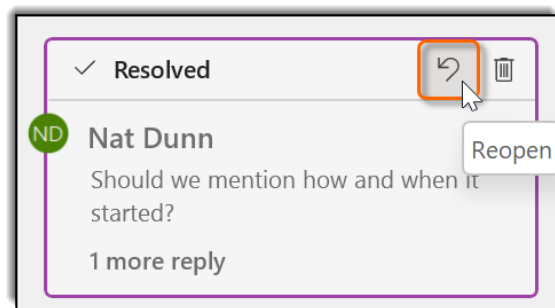 Resolved
ND
Nat Dunn
Reopen
Should we mention how and when it
started?
1 more reply